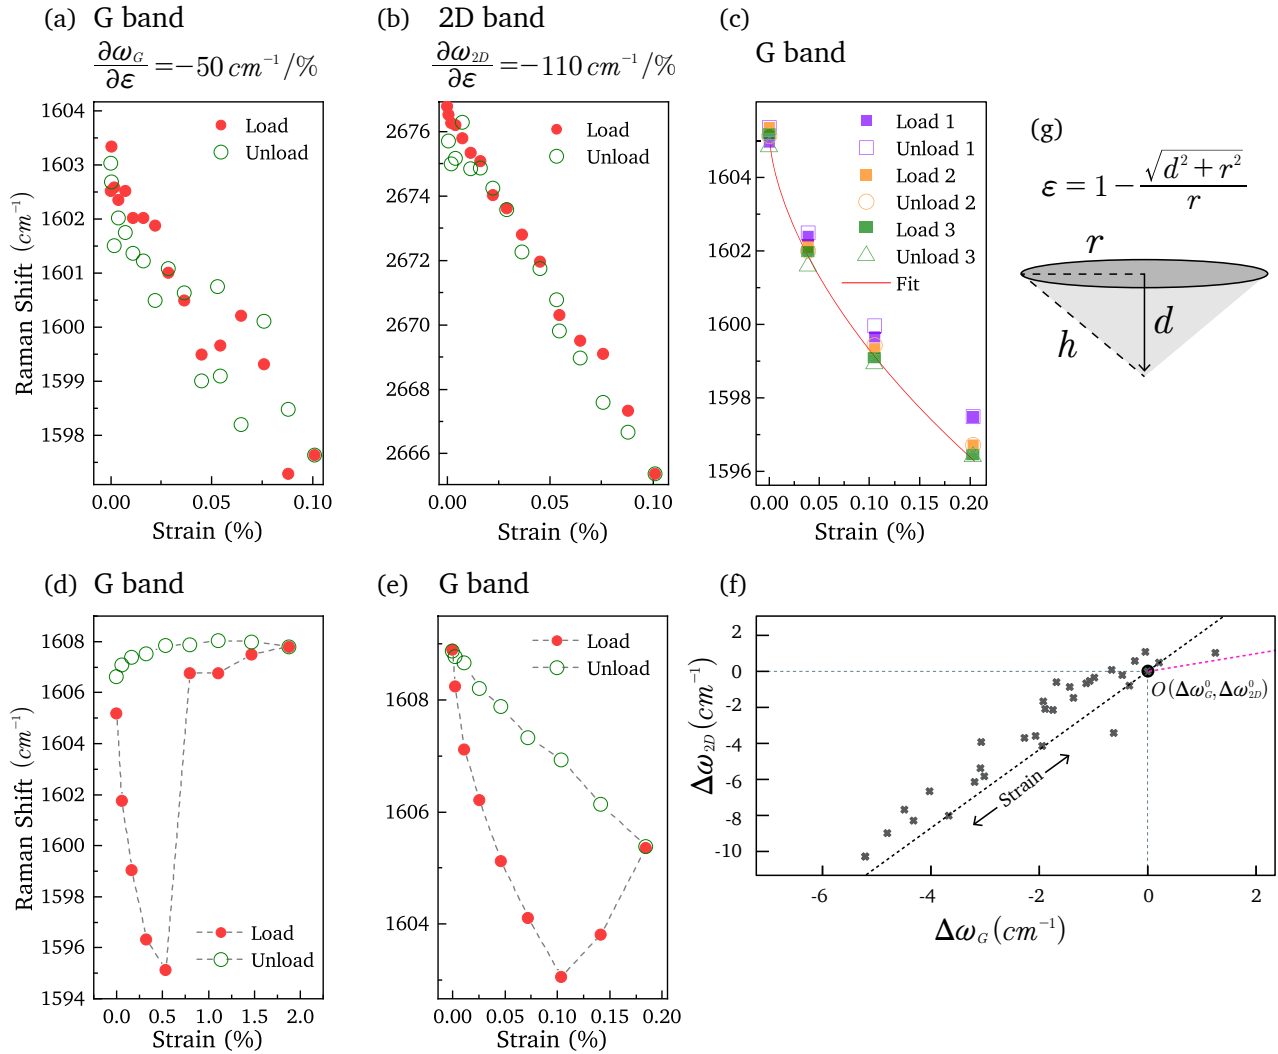 (a) G band
∂ω_G/∂ε = −50 cm⁻¹/%
1604
1603
1602
1601
1600
1599
1598
Raman Shift (cm⁻¹)
Load
Unload
0.00 0.05 0.10
Strain (%)
(b) 2D band
∂ω_2D/∂ε = −110 cm⁻¹/%
2676
2674
2672
2670
2668
2666
Load
Unload
0.00 0.05 0.10
Strain (%)
(c)
G band
1604
1602
1600
1598
1596
Load 1
Unload 1
Load 2
Unload 2
Load 3
Unload 3
Fit
0.00 0.05 0.10 0.15 0.20
Strain (%)
(g)
ε = 1 − √(d² + r²)/r
r
h
d
(d) G band
1608
1606
1604
1602
1600
1598
1596
1594
Raman Shift (cm⁻¹)
Load
Unload
0.0 0.5 1.0 1.5 2.0
Strain (%)
(e) G band
1608
1606
1604
Load
Unload
0.00 0.05 0.10 0.15 0.20
Strain (%)
(f)
2
0
-2
-4
-6
-8
-10
Δω_2D (cm⁻¹)
O(Δω_G⁰, Δω_2D⁰)
Strain
-6 -4 -2 0 2
Δω_G (cm⁻¹)